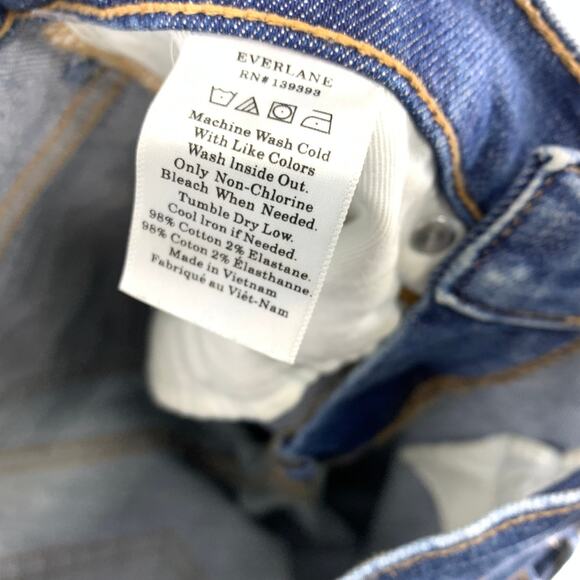 EVERLANE
RN# 139393
Machine Wash Cold
With Like Colors
Wash Inside Out.
Only Non-Chlorine
Bleach When Needed.
Tumble Dry Low.
Cool Iron if Needed.
98% Cotton 2% Elastane.
98% Coton 2% Élasthanne.
Made in Vietnam
Fabriqué au Viêt-Nam